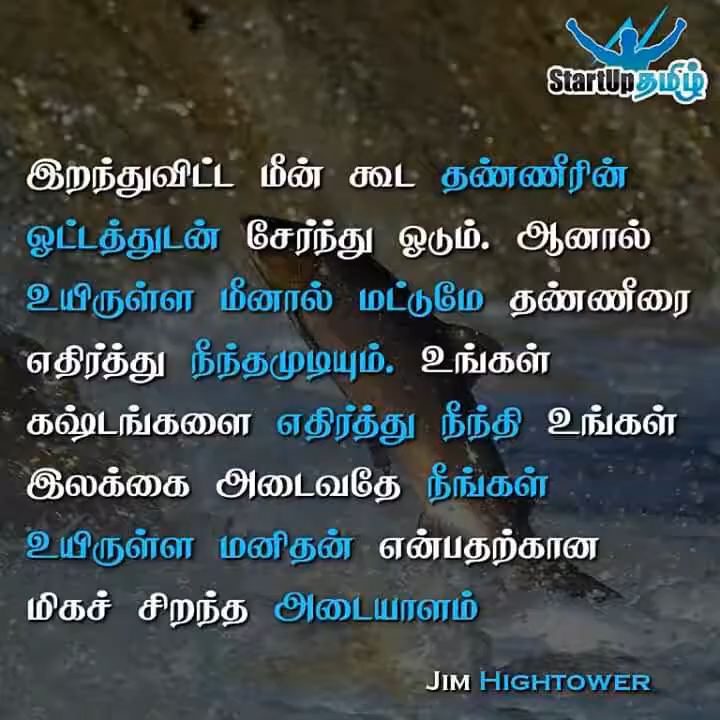 StartUpதமிழ்
இறந்துவிட்ட மீன் கூட தண்ணீரின்
ஓட்டத்துடன் சேர்ந்து ஓடும். ஆனால்
உயிருள்ள மீனால் மட்டுமே தண்ணீரை
எதிர்த்து நீந்தமுடியும். உங்கள்
கஷ்டங்களை எதிர்த்து நீந்தி உங்கள்
இலக்கை அடைவதே நீங்கள்
உயிருள்ள மனிதன் என்பதற்கான
மிகச் சிறந்த அடையாளம்
Jim Hightower